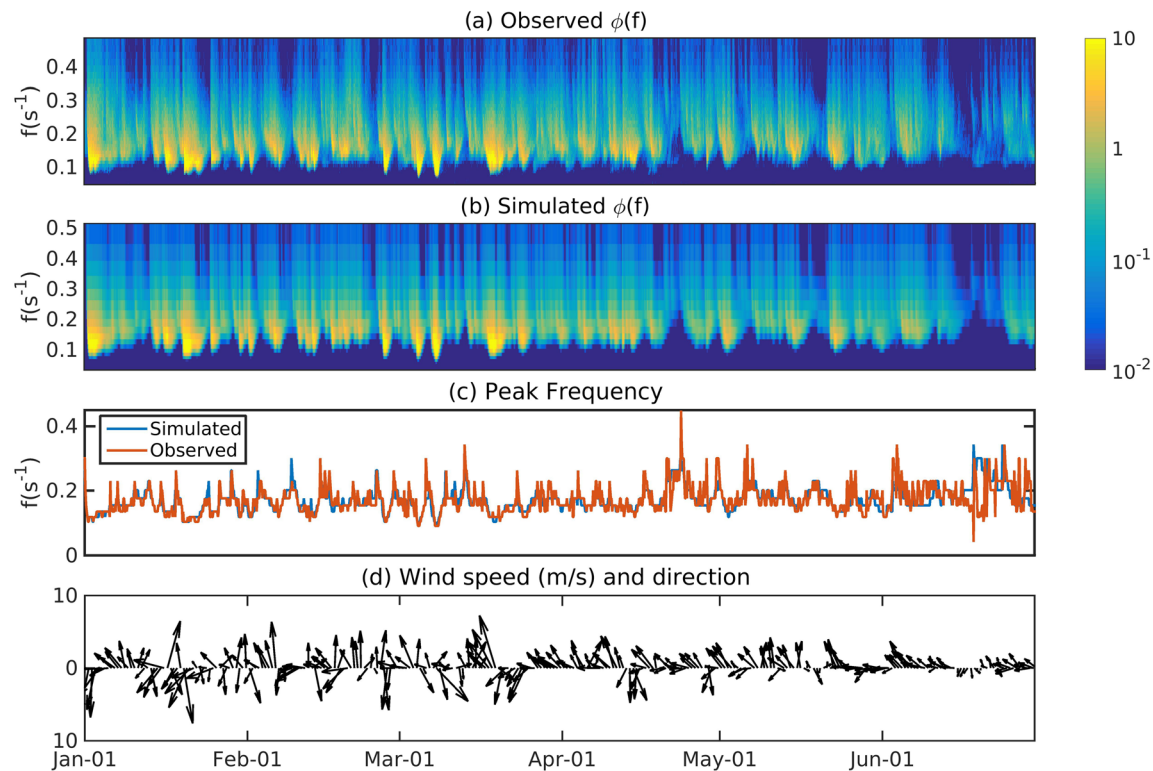 (a) Observed ϕ(f)
f(s⁻¹)
0.4
0.3
0.2
0.1
10
1
10⁻¹
10⁻²
(b) Simulated ϕ(f)
f(s⁻¹)
0.5
0.4
0.3
0.2
0.1
(c) Peak Frequency
f(s⁻¹)
0.4
0.2
0
Simulated
Observed
(d) Wind speed (m/s) and direction
10
0
10
Jan-01 Feb-01 Mar-01 Apr-01 May-01 Jun-01